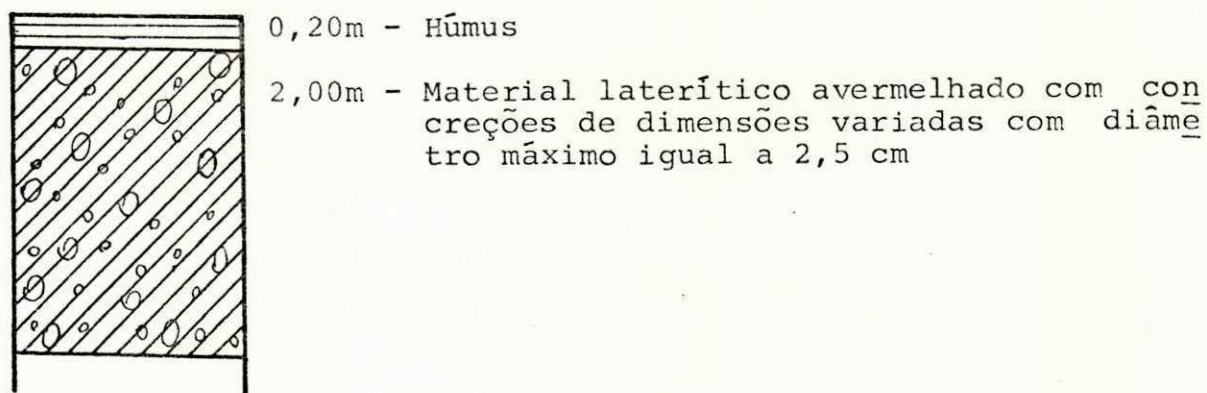 0,20m - Húmus
2,00m - Material laterítico avermelhado com con
creções de dimensões variadas com diâme
tro máximo igual a 2,5 cm